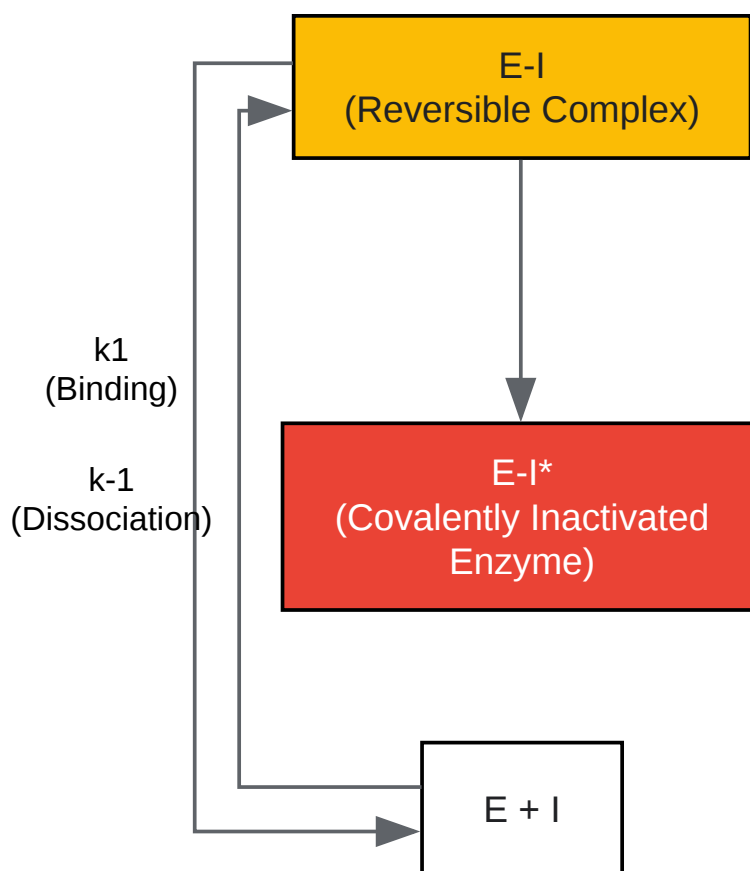 E-I
(Reversible Complex)
k1
(Binding)
k-1
(Dissociation)
E-I*
(Covalently Inactivated
Enzyme)
E + I